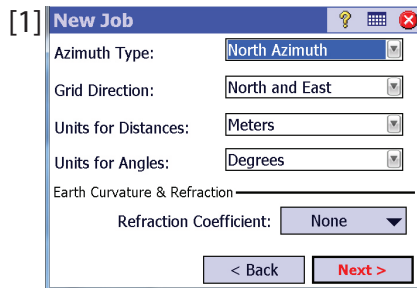 [1] New Job
Azimuth Type: North Azimuth
Grid Direction: North and East
Units for Distances: Meters
Units for Angles: Degrees
Earth Curvature & Refraction
Refraction Coefficient: None
< Back Next >